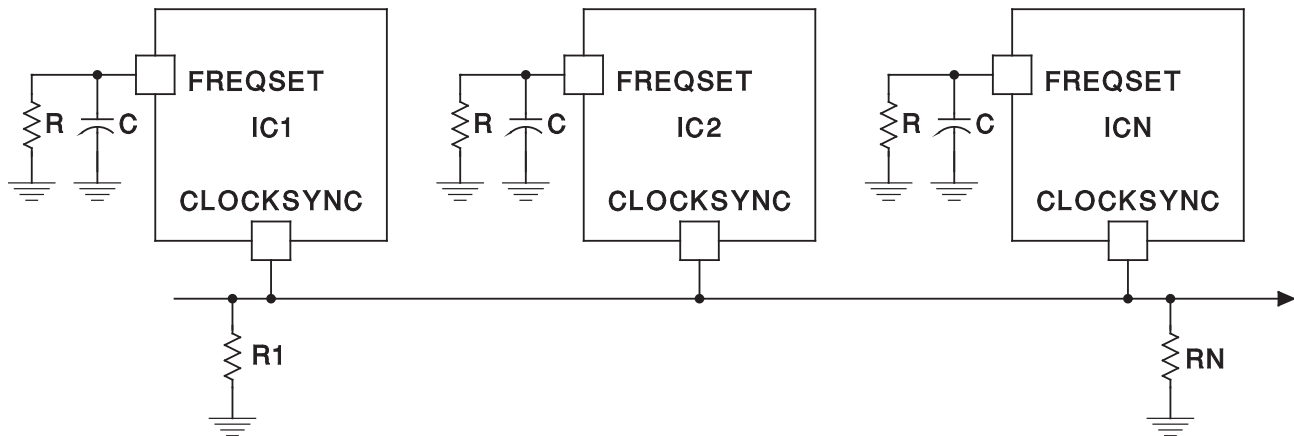 FREQSET
R
C
IC1
CLOCKSYNC
FREQSET
R
C
IC2
CLOCKSYNC
FREQSET
R
C
ICN
CLOCKSYNC
R1
RN